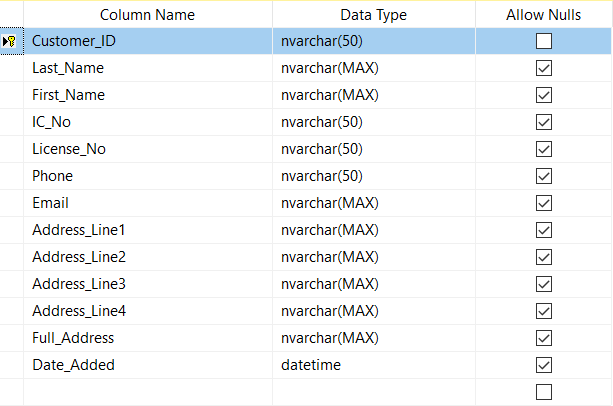 Column Name Data Type Allow Nulls
Customer_ID nvarchar(50)
Last_Name nvarchar(MAX)
First_Name nvarchar(MAX)
IC_No nvarchar(50)
License_No nvarchar(50)
Phone nvarchar(50)
Email nvarchar(MAX)
Address_Line1 nvarchar(MAX)
Address_Line2 nvarchar(MAX)
Address_Line3 nvarchar(MAX)
Address_Line4 nvarchar(MAX)
Full_Address nvarchar(MAX)
Date_Added datetime